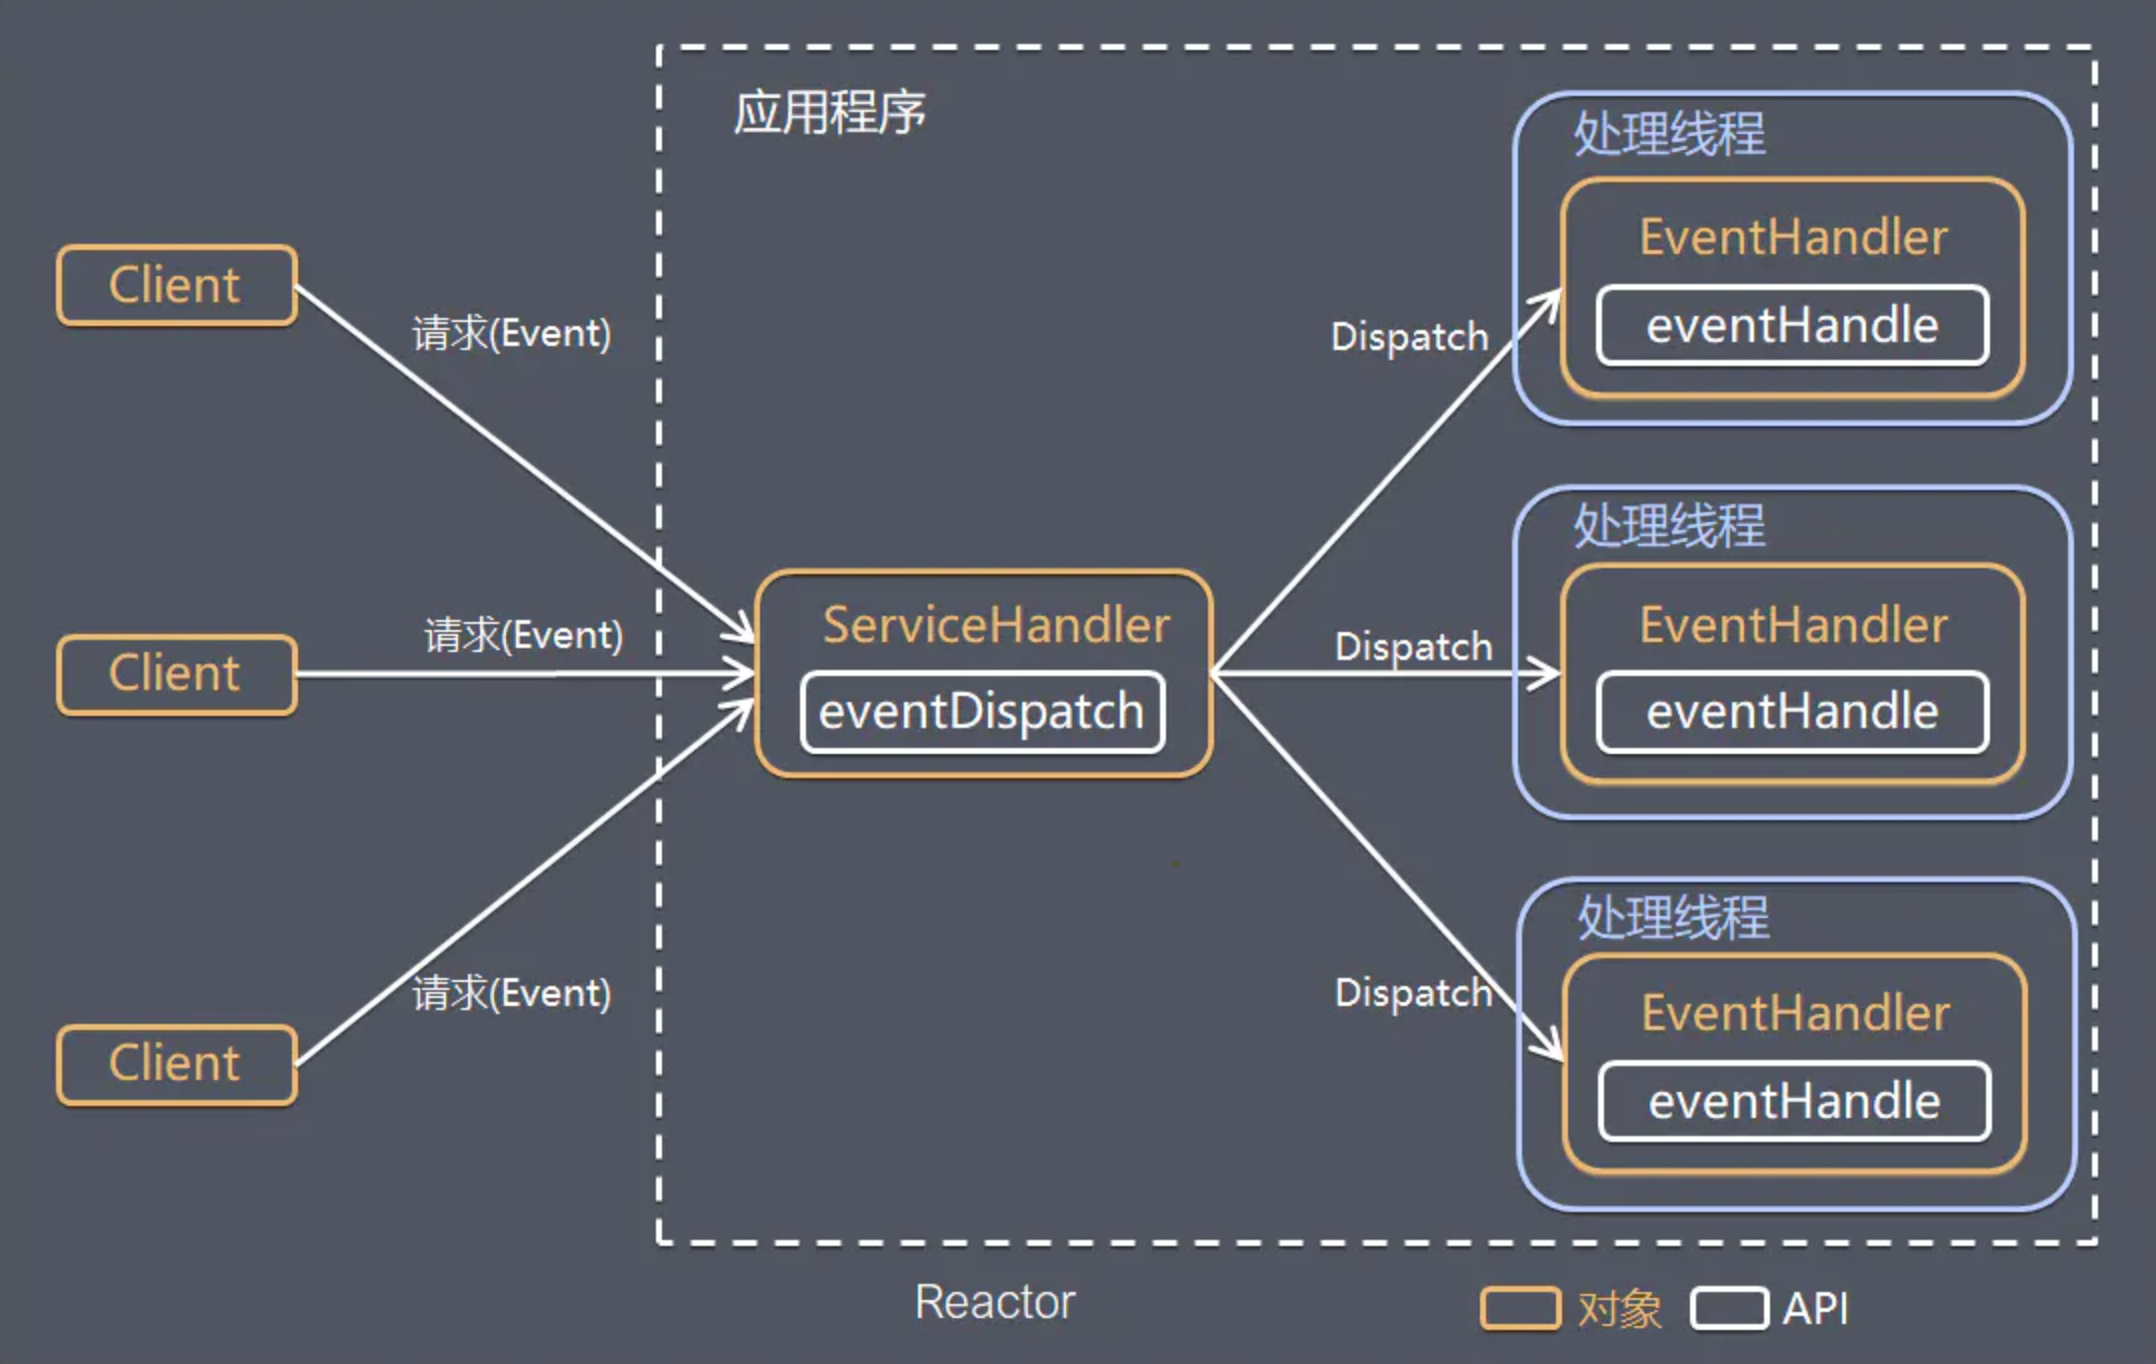 应用程序
处理线程
EventHandler
eventHandle
Client
请求(Event)
Dispatch
处理线程
EventHandler
eventHandle
Client
请求(Event)
ServiceHandler
eventDispatch
Dispatch
处理线程
EventHandler
eventHandle
Client
请求(Event)
Dispatch
Reactor
对象
API